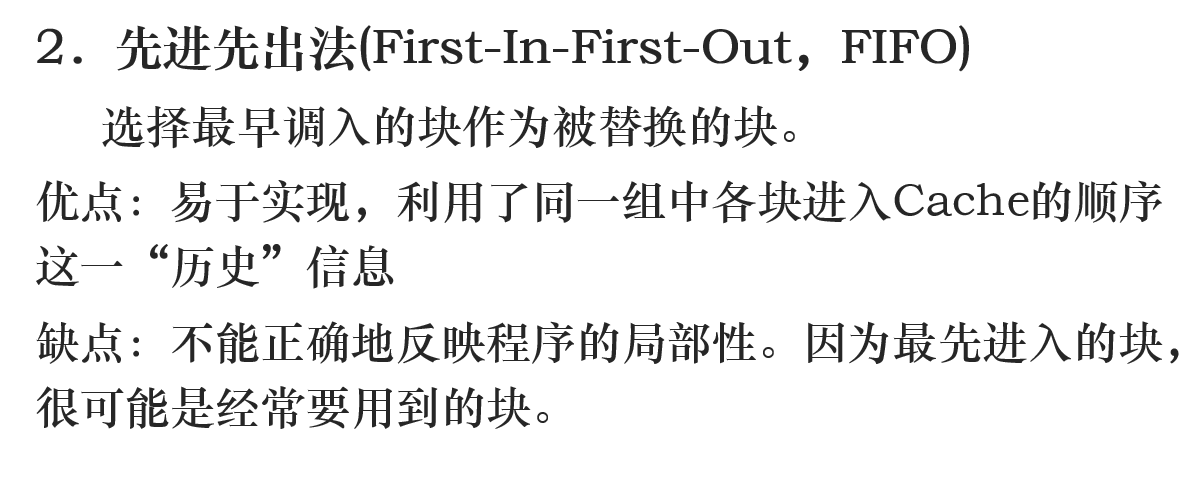 2．先进先出法(First-In-First-Out，FIFO)
选择最早调入的块作为被替换的块。
优点：易于实现，利用了同一组中各块进入Cache的顺序
这一“历史”信息
缺点：不能正确地反映程序的局部性。因为最先进入的块，
很可能是经常要用到的块。